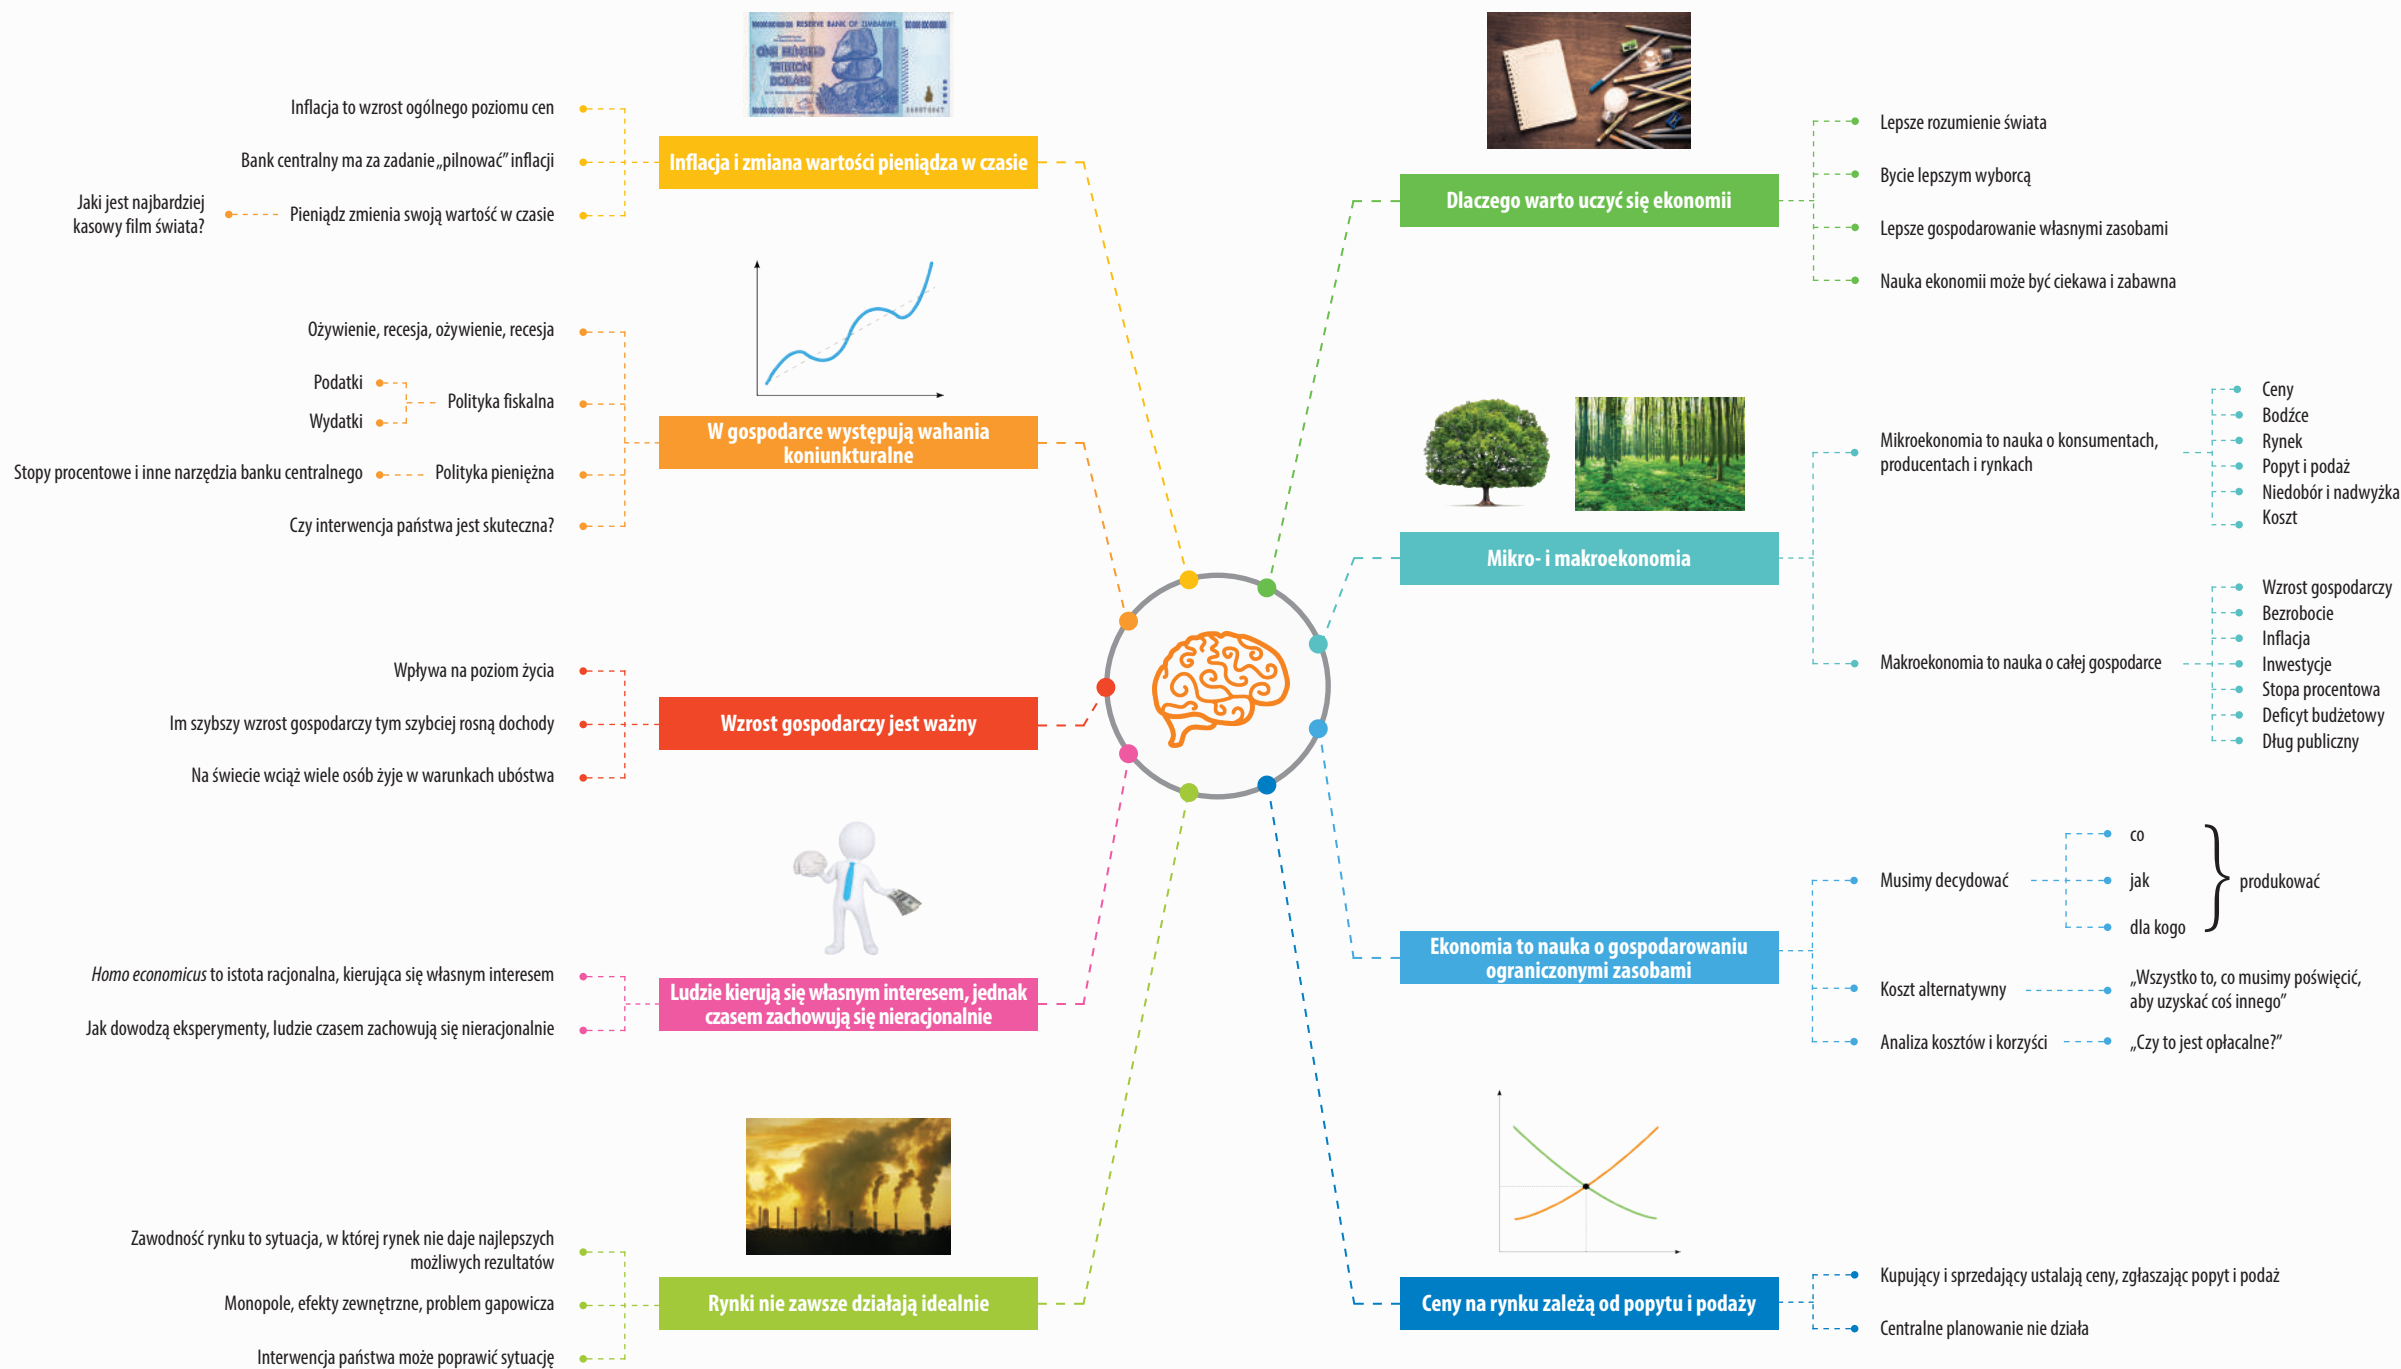 RESERVE BANK OF ZIMBABWE
ONE HUNDRED
TRILLION
DOLLARS
Inflacja i zmiana wartości pieniądza w czasie
Inflacja to wzrost ogólnego poziomu cen
Bank centralny ma za zadanie „pilnować” inflacji
Pieniądz zmienia swoją wartość w czasie
Jaki jest najbardziej
kasowy film świata?
W gospodarce występują wahania
koniunkturalne
Ożywienie, recesja, ożywienie, recesja
Polityka fiskalna
Podatki
Wydatki
Polityka pieniężna
Stopy procentowe i inne narzędzia banku centralnego
Czy interwencja państwa jest skuteczna?
Wzrost gospodarczy jest ważny
Wpływa na poziom życia
Im szybszy wzrost gospodarczy tym szybciej rosną dochody
Na świecie wciąż wiele osób żyje w warunkach ubóstwa
Ludzie kierują się własnym interesem, jednak
czasem zachowują się nieracjonalnie
Homo economicus to istota racjonalna, kierująca się własnym interesem
Jak dowodzą eksperymenty, ludzie czasem zachowują się nieracjonalnie
Rynki nie zawsze działają idealnie
Zawodność rynku to sytuacja, w której rynek nie daje najlepszych
możliwych rezultatów
Monopole, efekty zewnętrzne, problem gapowicza
Interwencja państwa może poprawić sytuację
Dlaczego warto uczyć się ekonomii
Lepsze rozumienie świata
Bycie lepszym wyborcą
Lepsze gospodarowanie własnymi zasobami
Nauka ekonomii może być ciekawa i zabawna
Mikro- i makroekonomia
Mikroekonomia to nauka o konsumentach,
producentach i rynkach
Ceny
Bodźce
Rynek
Popyt i podaż
Niedobór i nadwyżka
Koszt
Makroekonomia to nauka o całej gospodarce
Wzrost gospodarczy
Bezrobocie
Inflacja
Inwestycje
Stopa procentowa
Deficyt budżetowy
Dług publiczny
Ekonomia to nauka o gospodarowaniu
ograniczonymi zasobami
Musimy decydować
co
jak
dla kogo
produkować
Koszt alternatywny
„Wszystko to, co musimy poświęcić,
aby uzyskać coś innego”
Analiza kosztów i korzyści
„Czy to jest opłacalne?”
Ceny na rynku zależą od popytu i podaży
Kupujący i sprzedający ustalają ceny, zgłaszając popyt i podaż
Centralne planowanie nie działa